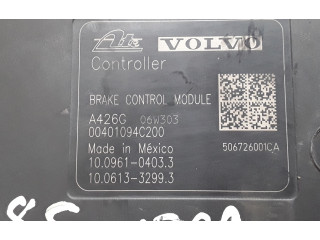 Ate VOLVO
Controller
BRAKE CONTROL MODULE
A426G 06W303
00401094C200
Made in México 506726001CA
10.0961-0403.3
10.0613-3299.3